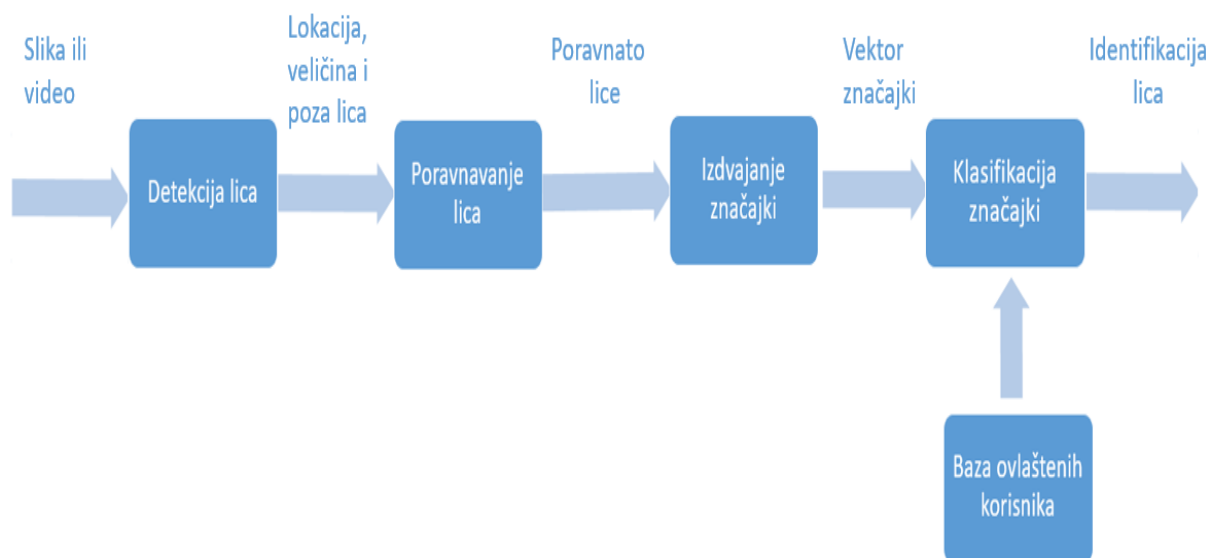 Slika ili
video
Detekcija lica
Lokacija,
veličina i
poza lica
Poravnavanje
lica
Poravnato
lice
Izdvajanje
značajki
Vektor
značajki
Klasifikacija
značajki
Identifikacija
lica
Baza ovlaštenih
korisnika